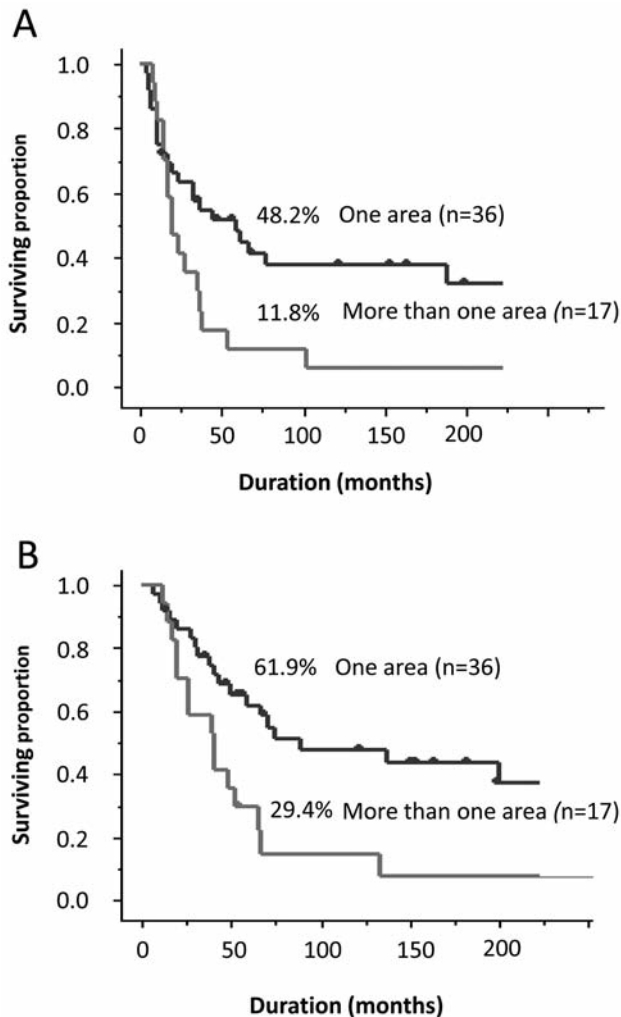 A
Surviving proportion
1.0
0.8
0.6
0.4
0.2
0.0
48.2% One area (n=36)
11.8% More than one area (n=17)
0 50 100 150 200
Duration (months)
B
Surviving proportion
1.0
0.8
0.6
0.4
0.2
0.0
61.9% One area (n=36)
29.4% More than one area (n=17)
0 50 100 150 200
Duration (months)